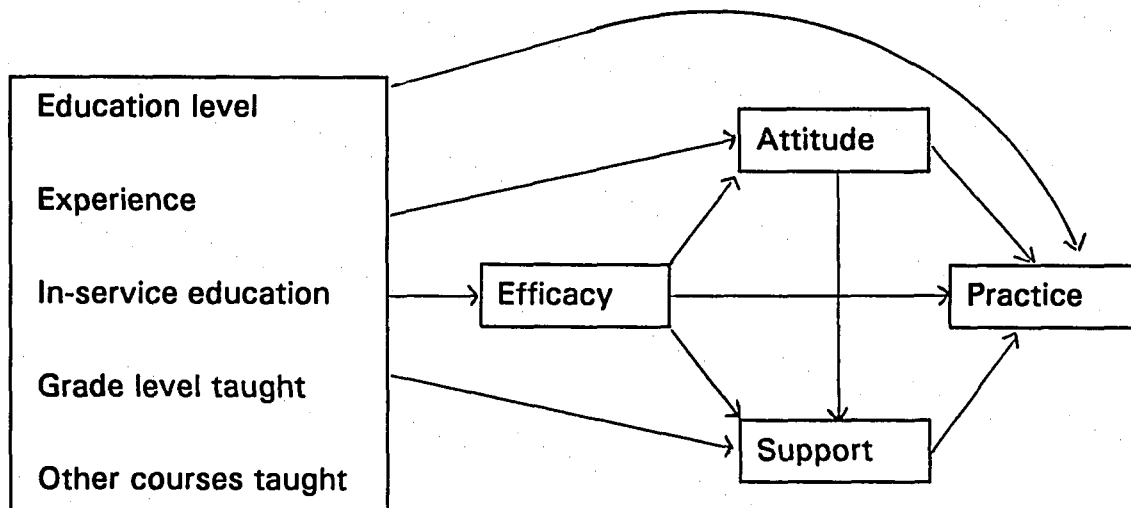 Education level
Experience
In-service education
Grade level taught
Other courses taught
Efficacy
Attitude
Support
Practice